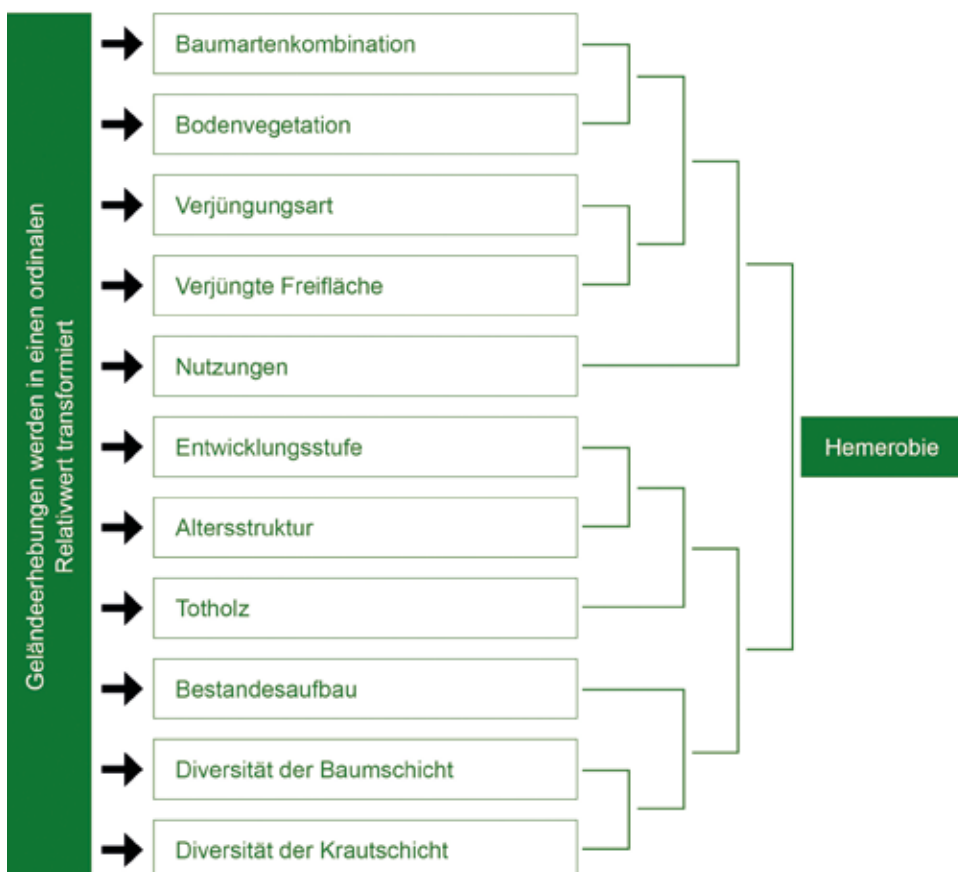 Geländeerhebungen werden in einen ordinalen
Relativwert transformiert
Baumartenkombination
Bodenvegetation
Verjüngungsart
Verjüngte Freifläche
Nutzungen
Entwicklungsstufe
Altersstruktur
Totholz
Bestandesaufbau
Diversität der Baumschicht
Diversität der Krautschicht
Hemerobie